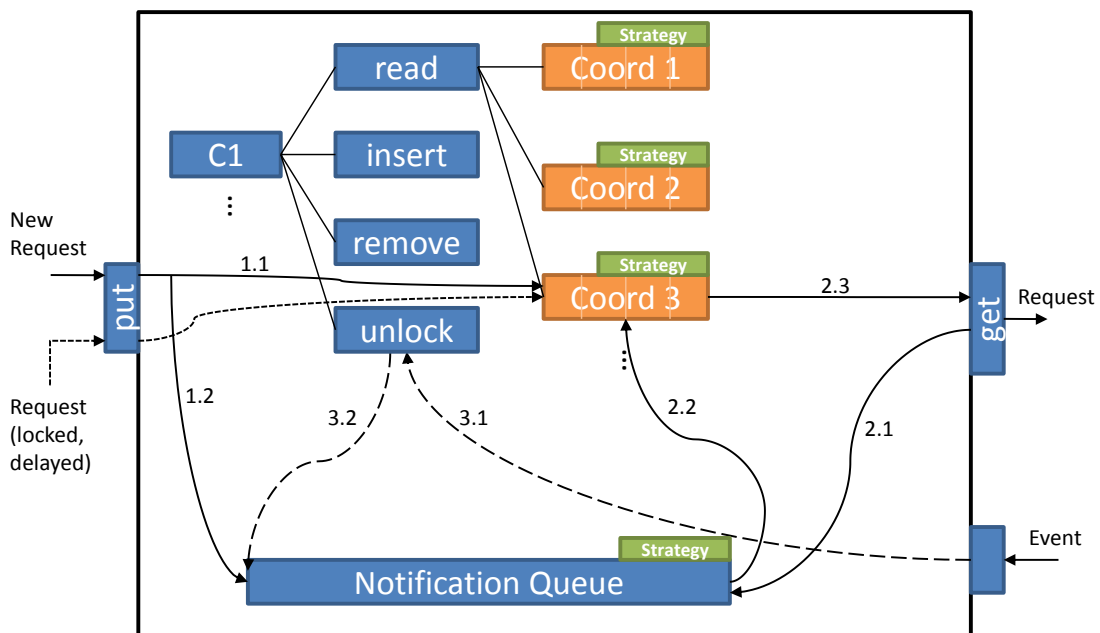 Strategy
Coord 1
read
C1
insert
Strategy
Coord 2
...
remove
New
Request
1.1
Strategy
Coord 3
2.3
put
unlock
get
Request
...
Request
(locked,
delayed)
1.2
3.2
3.1
2.2
2.1
Strategy
Notification Queue
Event